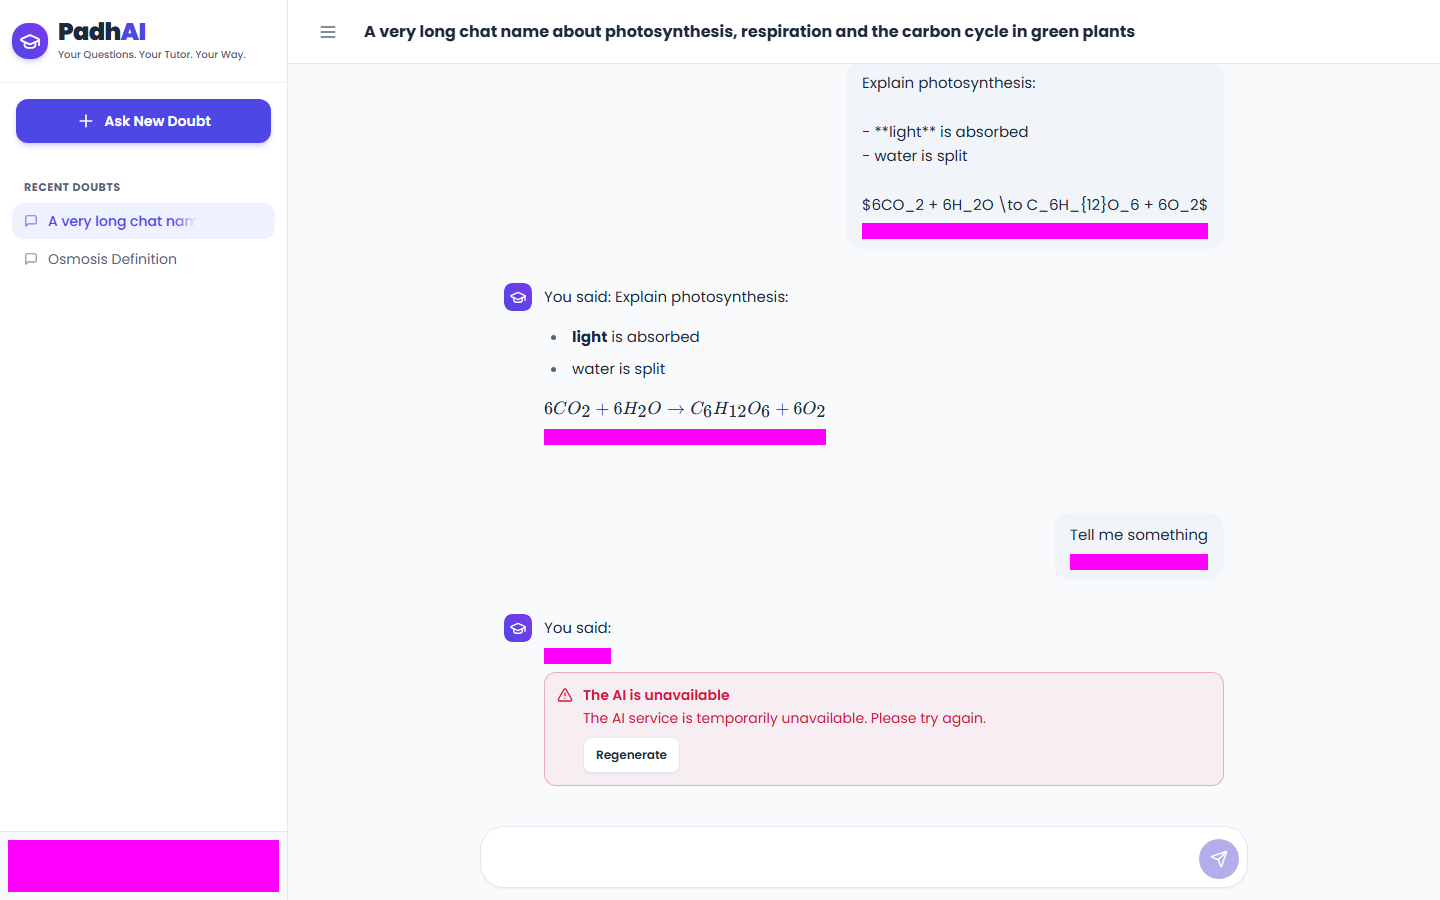 PadhAI
Your Questions. Your Tutor. Your Way.
Ask New Doubt
RECENT DOUBTS
A very long chat nam
Osmosis Definition
A very long chat name about photosynthesis, respiration and the carbon cycle in green plants
Explain photosynthesis:
- **light** is absorbed
- water is split
$6CO_2 + 6H_2O \to C_6H_{12}O_6 + 6O_2$
You said: Explain photosynthesis:
• light is absorbed
• water is split
6CO₂ + 6H₂O → C₆H₁₂O₆ + 6O₂
Tell me something
You said:
The AI is unavailable
The AI service is temporarily unavailable. Please try again.
Regenerate